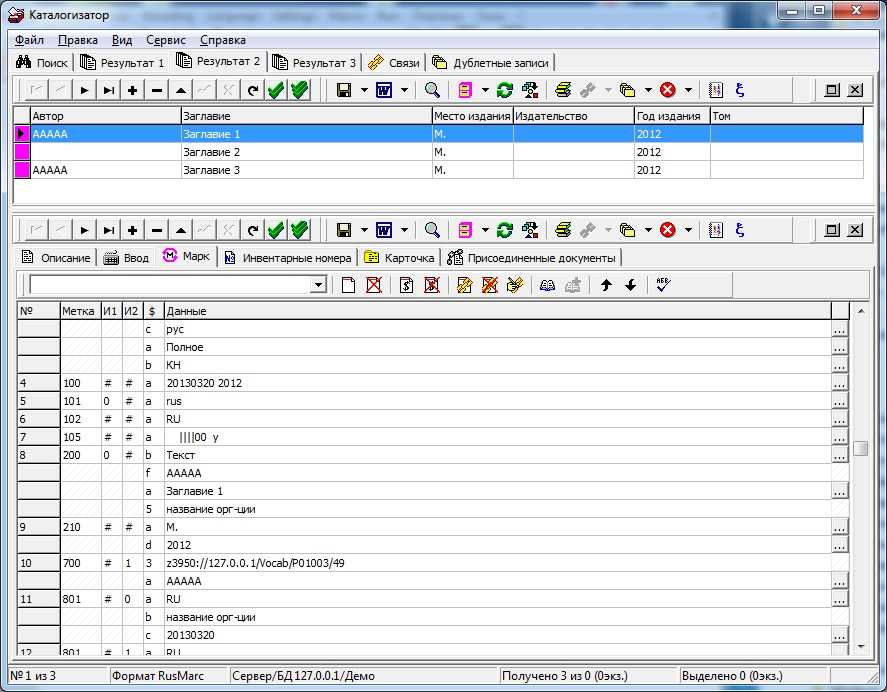 Каталогизатор
Файл Правка Вид Сервис Справка
Поиск Результат 1 Результат 2 Результат 3 Связи Дублетные записи
Автор Заглавие Место издания Издательство Год издания Том
AAAAA Заглавие 1 М. 2012
Заглавие 2 М. 2012
AAAAA Заглавие 3 М. 2012
Описание Ввод Марк Инвентарные номера Карточка Присоединенные документы
№ Метка И1 И2 $ Данные
c рус
a Полное
b КН
4 100 # # a 20130320 2012
5 101 0 # a rus
6 102 # # a RU
7 105 # # a ||||00 y
8 200 0 # b Текст
f AAAAA
a Заглавие 1
5 название орг-ции
9 210 # # a М.
d 2012
10 700 # 1 3 z3950://127.0.0.1/Vocab/P01003/49
a AAAAA
11 801 # 0 a RU
b название орг-ции
c 20130320
12 801 # 1 a RU
№ 1 из 3 Формат RusMarc Сервер/БД 127.0.0.1/Демо Получено 3 из 0 (0экз.) Выделено 0 (0экз.)